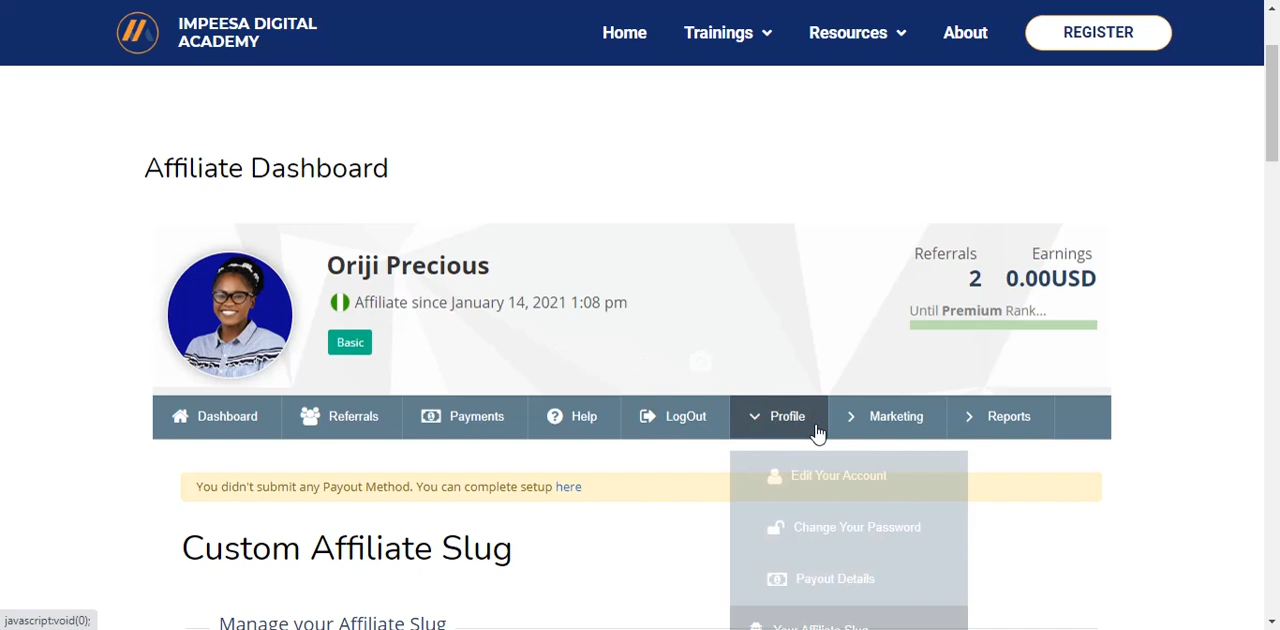 IMPEESA DIGITAL
ACADEMY
Home Trainings Resources About REGISTER
Affiliate Dashboard
Oriji Precious
Affiliate since January 14, 2021 1:08 pm
Basic
Referrals Earnings
2 0.00USD
Until Premium Rank...
Dashboard Referrals Payments Help LogOut Profile Marketing Reports
Edit Your Account
You didn't submit any Payout Method. You can complete setup here
Change Your Password
Custom Affiliate Slug
Payout Details
Manage your Affiliate Slug
Your Affiliate Slug
javascript:void(0);